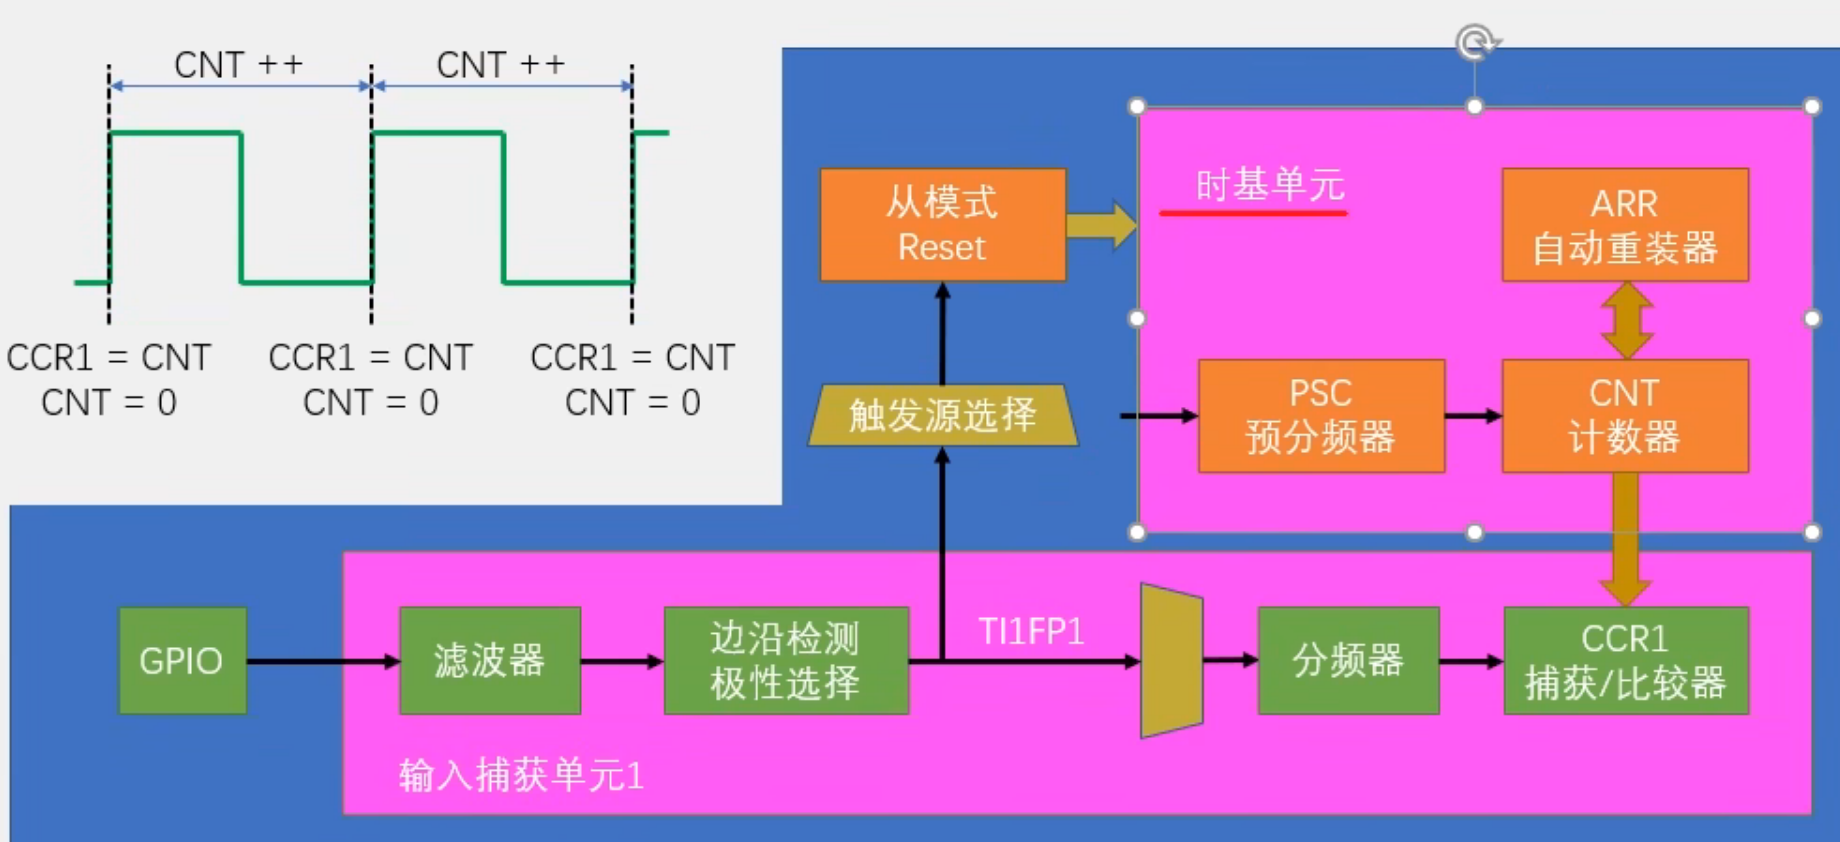 CNT ++
CNT ++
CCR1 = CNT
CNT = 0
CCR1 = CNT
CNT = 0
CCR1 = CNT
CNT = 0
从模式
Reset
时基单元
ARR
自动重装器
触发源选择
PSC
预分频器
CNT
计数器
GPIO
滤波器
边沿检测
极性选择
TI1FP1
分频器
CCR1
捕获/比较器
输入捕获单元1